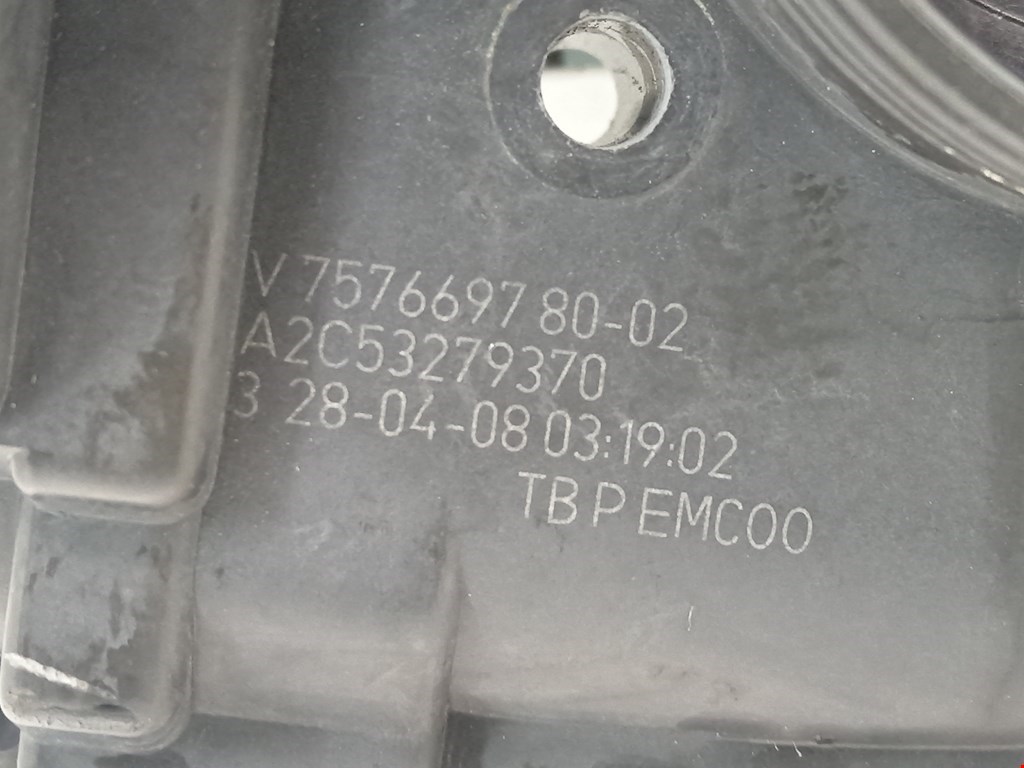 V 7576697 80-02
A2C53279370
3 28-04-08 03:19:02
TB P EMC00